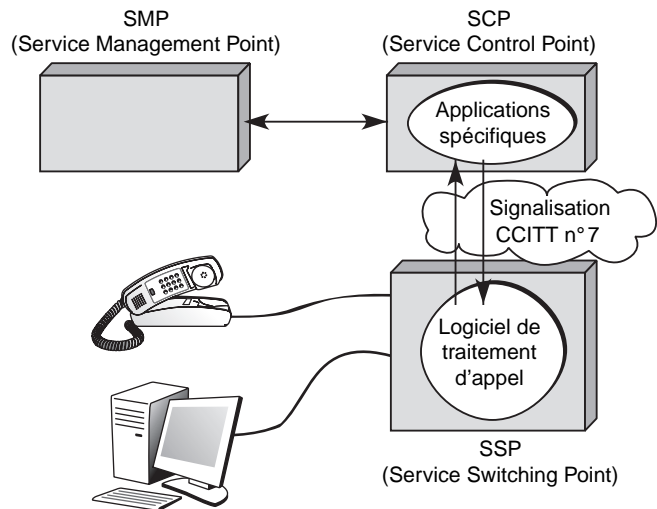 SMP
(Service Management Point)
SCP
(Service Control Point)
Applications
spécifiques
Signalisation
CCITT n° 7
Logiciel de
traitement
d'appel
SSP
(Service Switching Point)